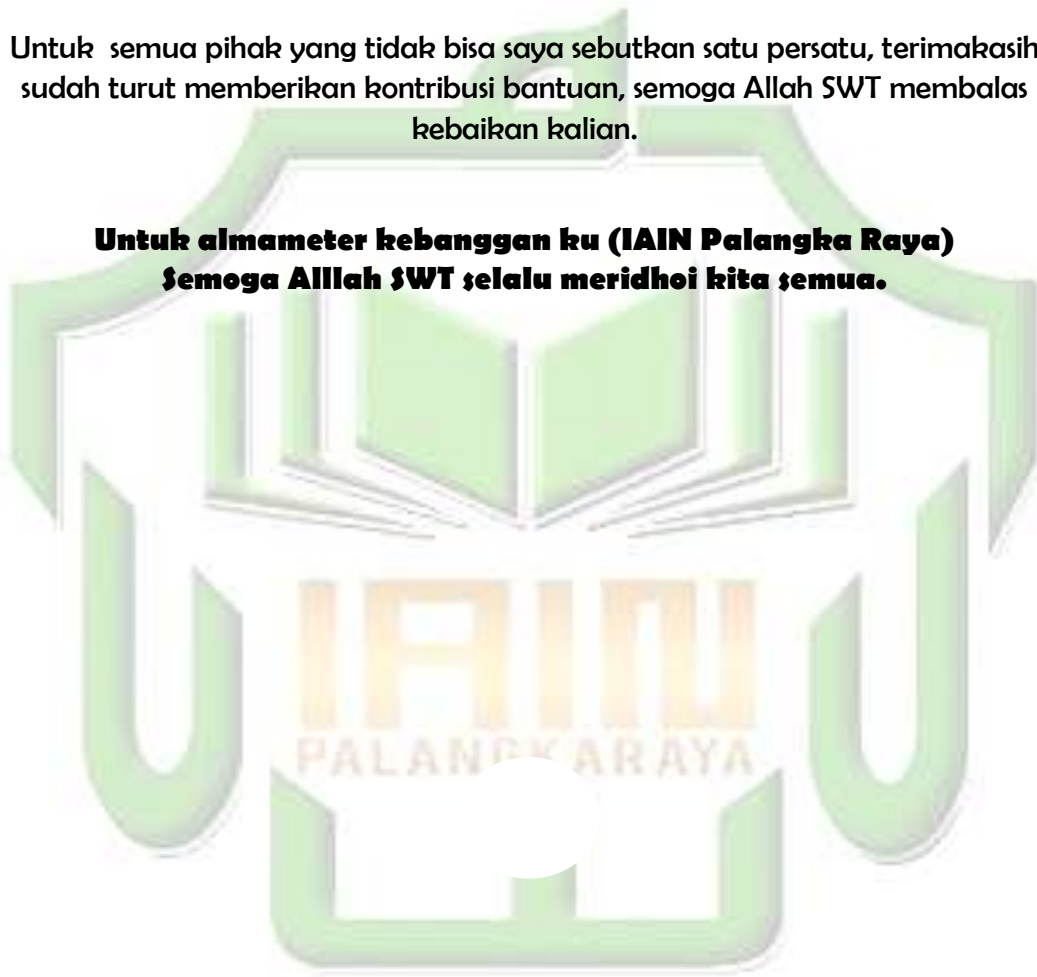 Untuk  semua pihak yang tidak bisa saya sebutkan satu persatu, terimakasih
sudah turut memberikan kontribusi bantuan, semoga Allah SWT membalas
kebaikan kalian.
Untuk almameter kebanggan ku (IAIN Palangka Raya)
Semoga Alllah SWT selalu meridhoi kita semua.
IAIN
PALANGKARAYA